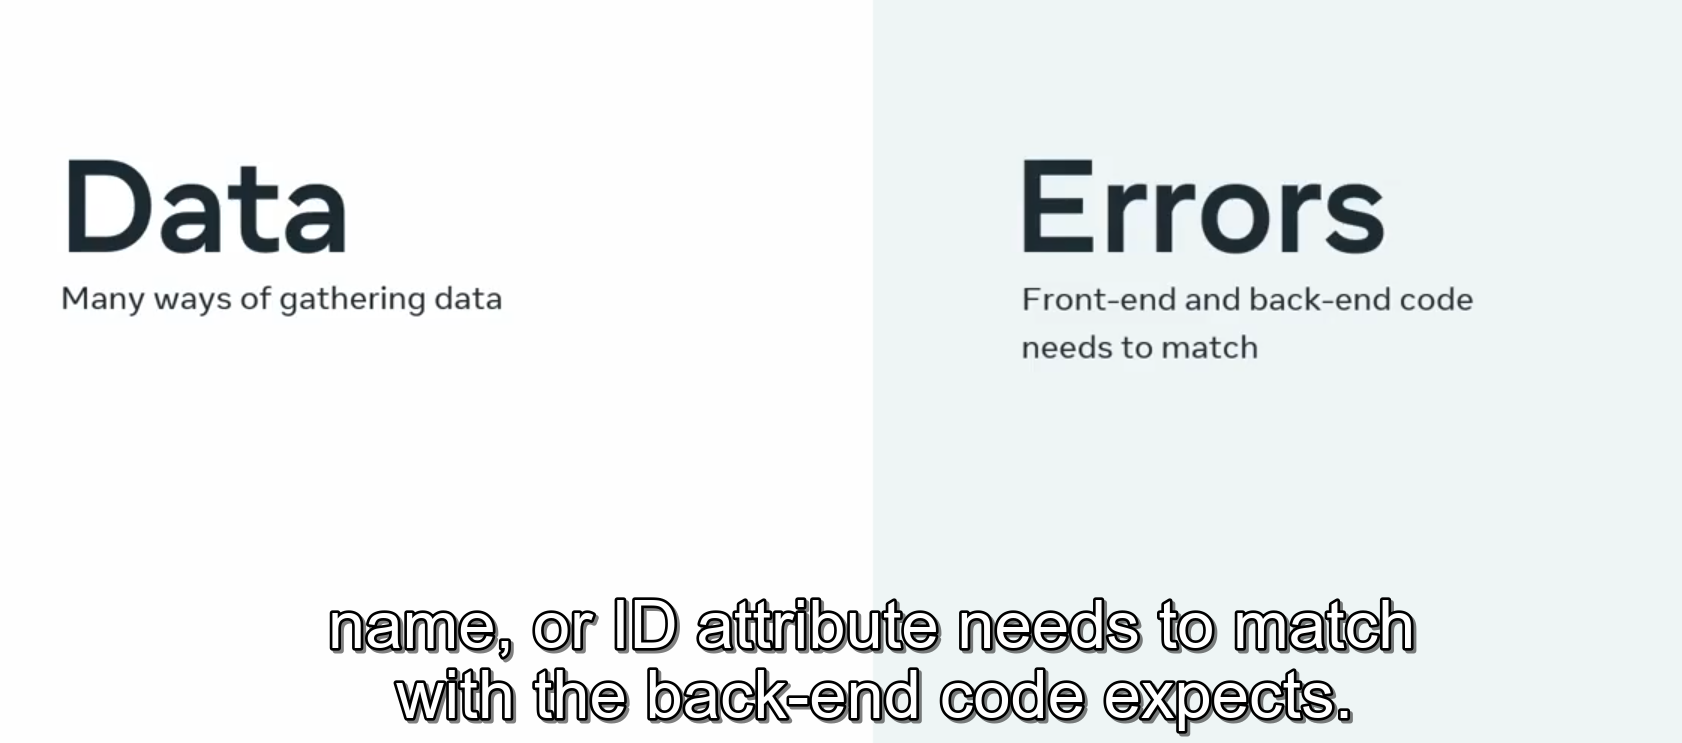 Data
Many ways of gathering data
Errors
Front-end and back-end code
needs to match
name, or ID attribute needs to match
with the back-end code expects.